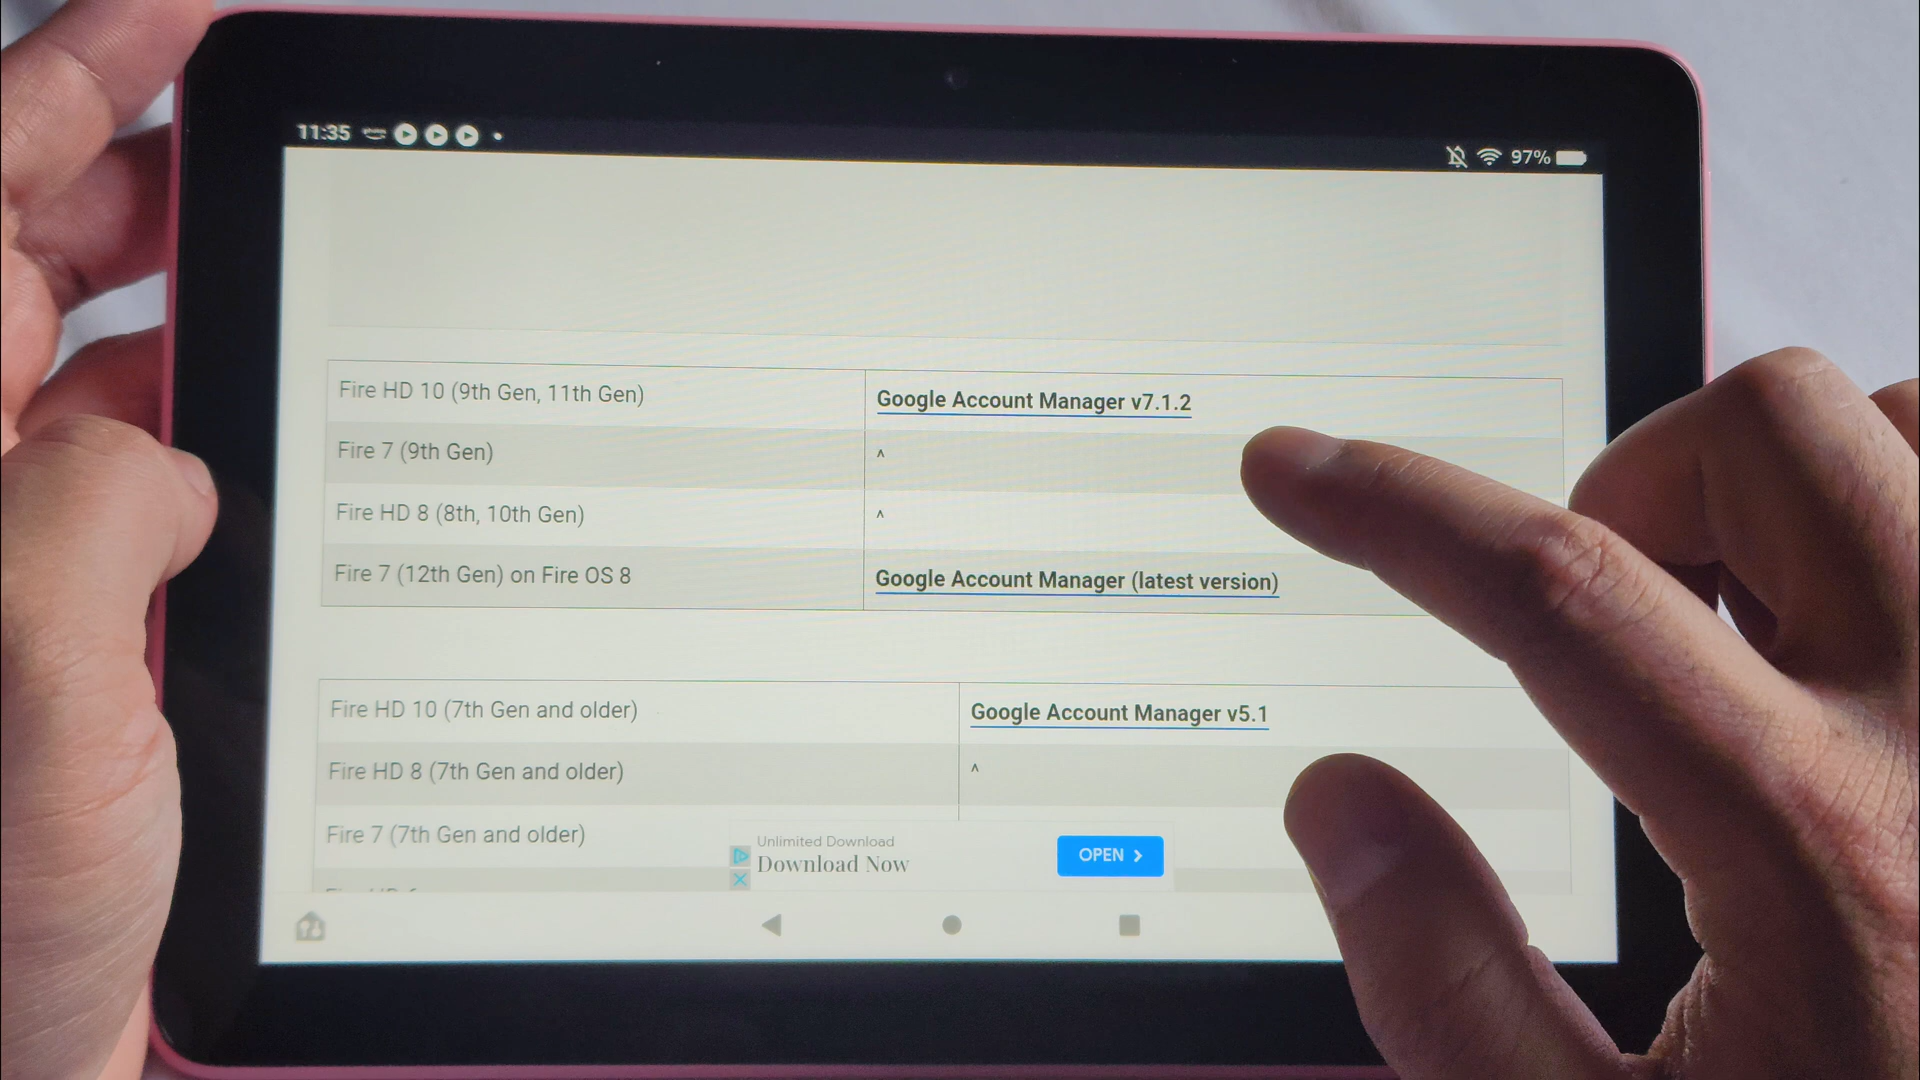 11:35
97%
Fire HD 10 (9th Gen, 11th Gen)
Google Account Manager v7.1.2
Fire 7 (9th Gen)
^
Fire HD 8 (8th, 10th Gen)
^
Fire 7 (12th Gen) on Fire OS 8
Google Account Manager (latest version)
Fire HD 10 (7th Gen and older)
Google Account Manager v5.1
Fire HD 8 (7th Gen and older)
^
Fire 7 (7th Gen and older)
Unlimited Download
Download Now
OPEN